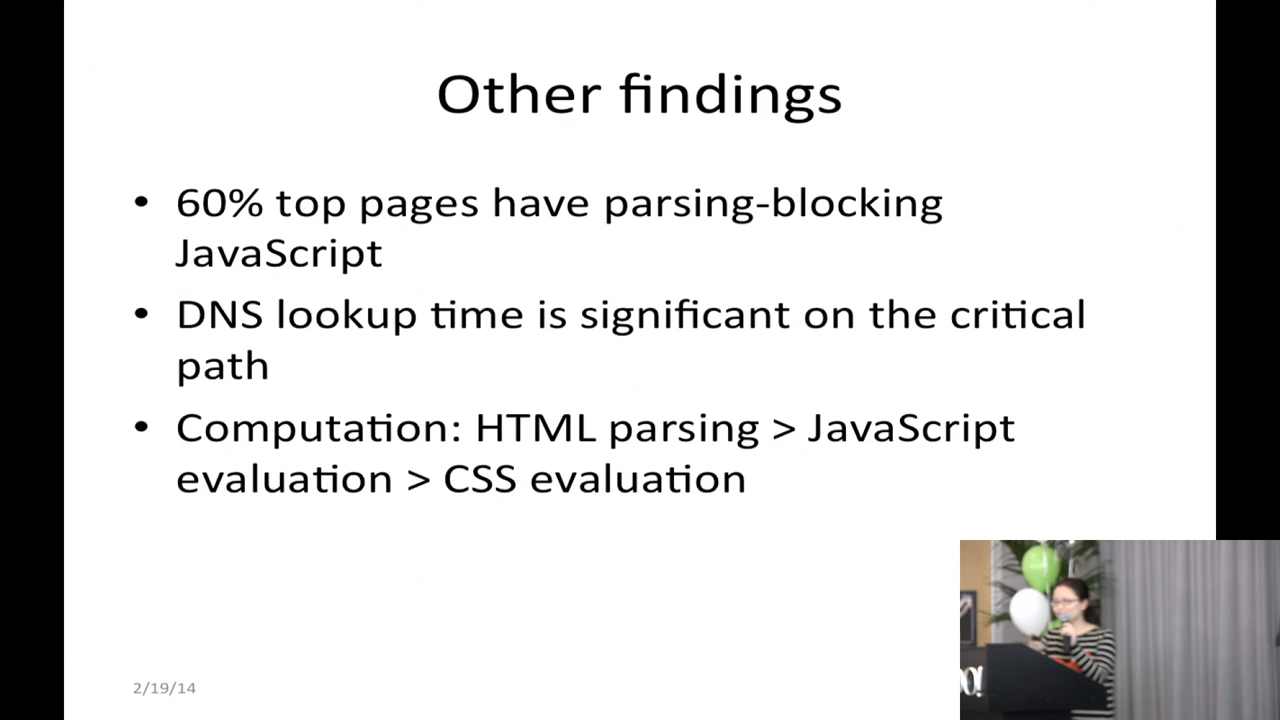 Other findings
• 60% top pages have parsing-blocking
JavaScript
• DNS lookup time is significant on the critical
path
• Computation: HTML parsing > JavaScript
evaluation > CSS evaluation
2/19/14